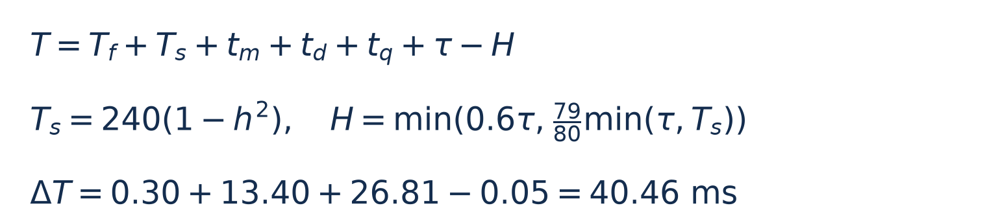 T = T_f + T_s + t_m + t_d + t_q + τ − H
T_s = 240(1 − h²), H = min(0.6τ, 79/80 min(τ, T_s))
ΔT = 0.30 + 13.40 + 26.81 − 0.05 = 40.46 ms